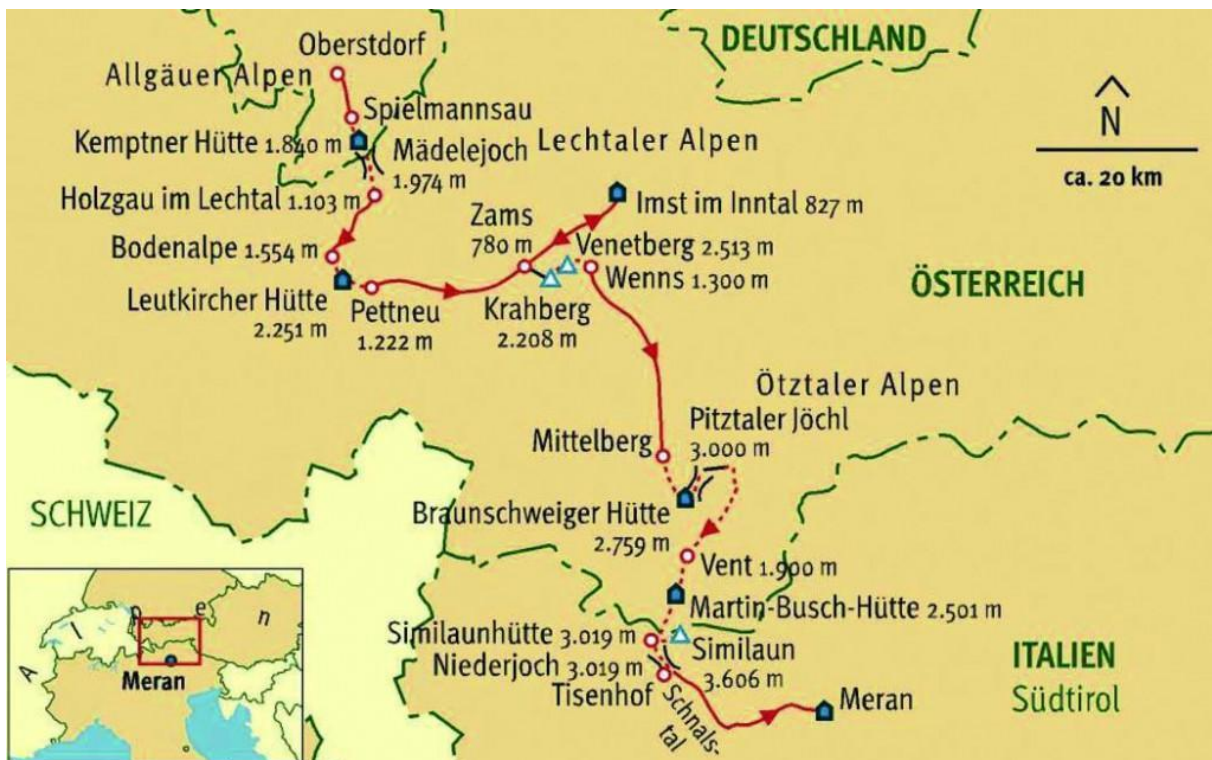 Oberstdorf
DEUTSCHLAND
Allgäuer Alpen
Spielmannsau
Kemptner Hütte 1.840 m
Mädelejoch
1.974 m
Lechtaler Alpen
N
ca. 20 km
Holzgau im Lechtal 1.103 m
Imst im Inntal 827 m
Zams
780 m
Bodenalpe 1.554 m
Venetberg 2.513 m
Wenns 1.300 m
ÖSTERREICH
Leutkircher Hütte
2.251 m
Pettneu
1.222 m
Krahberg
2.208 m
Ötztaler Alpen
Pitztaler Jöchl
3.000 m
Mittelberg
SCHWEIZ
Braunschweiger Hütte
2.759 m
Vent 1.900 m
Martin-Busch-Hütte 2.501 m
Similaunhütte 3.019 m
Niederjoch 3.019 m
Tisenhof
Similaun
3.606 m
Schnals-
tal
Meran
ITALIEN
Südtirol
A l p e n
Meran